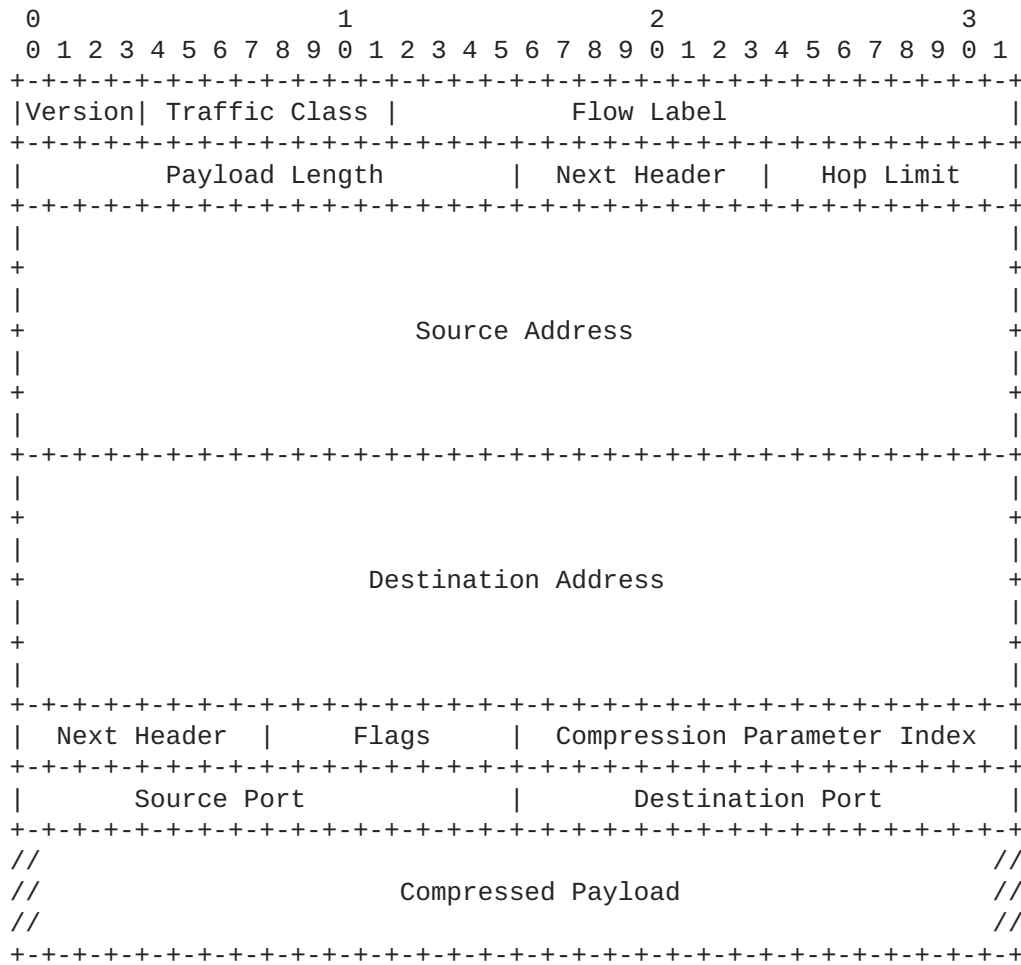 0                   1                   2                   3
 0 1 2 3 4 5 6 7 8 9 0 1 2 3 4 5 6 7 8 9 0 1 2 3 4 5 6 7 8 9 0 1
+-+-+-+-+-+-+-+-+-+-+-+-+-+-+-+-+-+-+-+-+-+-+-+-+-+-+-+-+-+-+-+-+
|Version| Traffic Class |           Flow Label                  |
+-+-+-+-+-+-+-+-+-+-+-+-+-+-+-+-+-+-+-+-+-+-+-+-+-+-+-+-+-+-+-+-+
|         Payload Length        |  Next Header  |   Hop Limit   |
+-+-+-+-+-+-+-+-+-+-+-+-+-+-+-+-+-+-+-+-+-+-+-+-+-+-+-+-+-+-+-+-+
|                                                               |
+                                                               +
|                                                               |
+                         Source Address                        +
|                                                               |
+                                                               +
|                                                               |
+-+-+-+-+-+-+-+-+-+-+-+-+-+-+-+-+-+-+-+-+-+-+-+-+-+-+-+-+-+-+-+-+
|                                                               |
+                                                               +
|                                                               |
+                      Destination Address                      +
|                                                               |
+                                                               +
|                                                               |
+-+-+-+-+-+-+-+-+-+-+-+-+-+-+-+-+-+-+-+-+-+-+-+-+-+-+-+-+-+-+-+-+
|  Next Header  |     Flags     |  Compression Parameter Index  |
+-+-+-+-+-+-+-+-+-+-+-+-+-+-+-+-+-+-+-+-+-+-+-+-+-+-+-+-+-+-+-+-+
|       Source Port             |       Destination Port        |
+-+-+-+-+-+-+-+-+-+-+-+-+-+-+-+-+-+-+-+-+-+-+-+-+-+-+-+-+-+-+-+-+
//                                                             //
//                       Compressed Payload                    //
//                                                             //
+-+-+-+-+-+-+-+-+-+-+-+-+-+-+-+-+-+-+-+-+-+-+-+-+-+-+-+-+-+-+-+-+